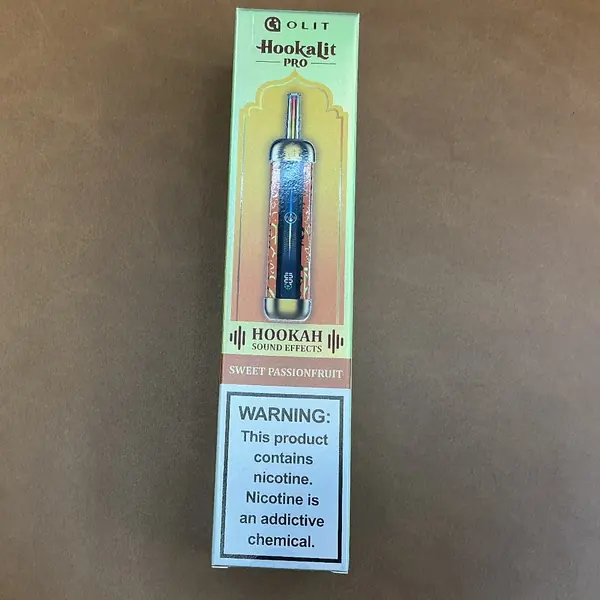 OLIT
HookaLit
PRO
HOOKAH
SOUND EFFECTS
SWEET PASSIONFRUIT
WARNING:
This product
contains
nicotine.
Nicotine is
an addictive
chemical.